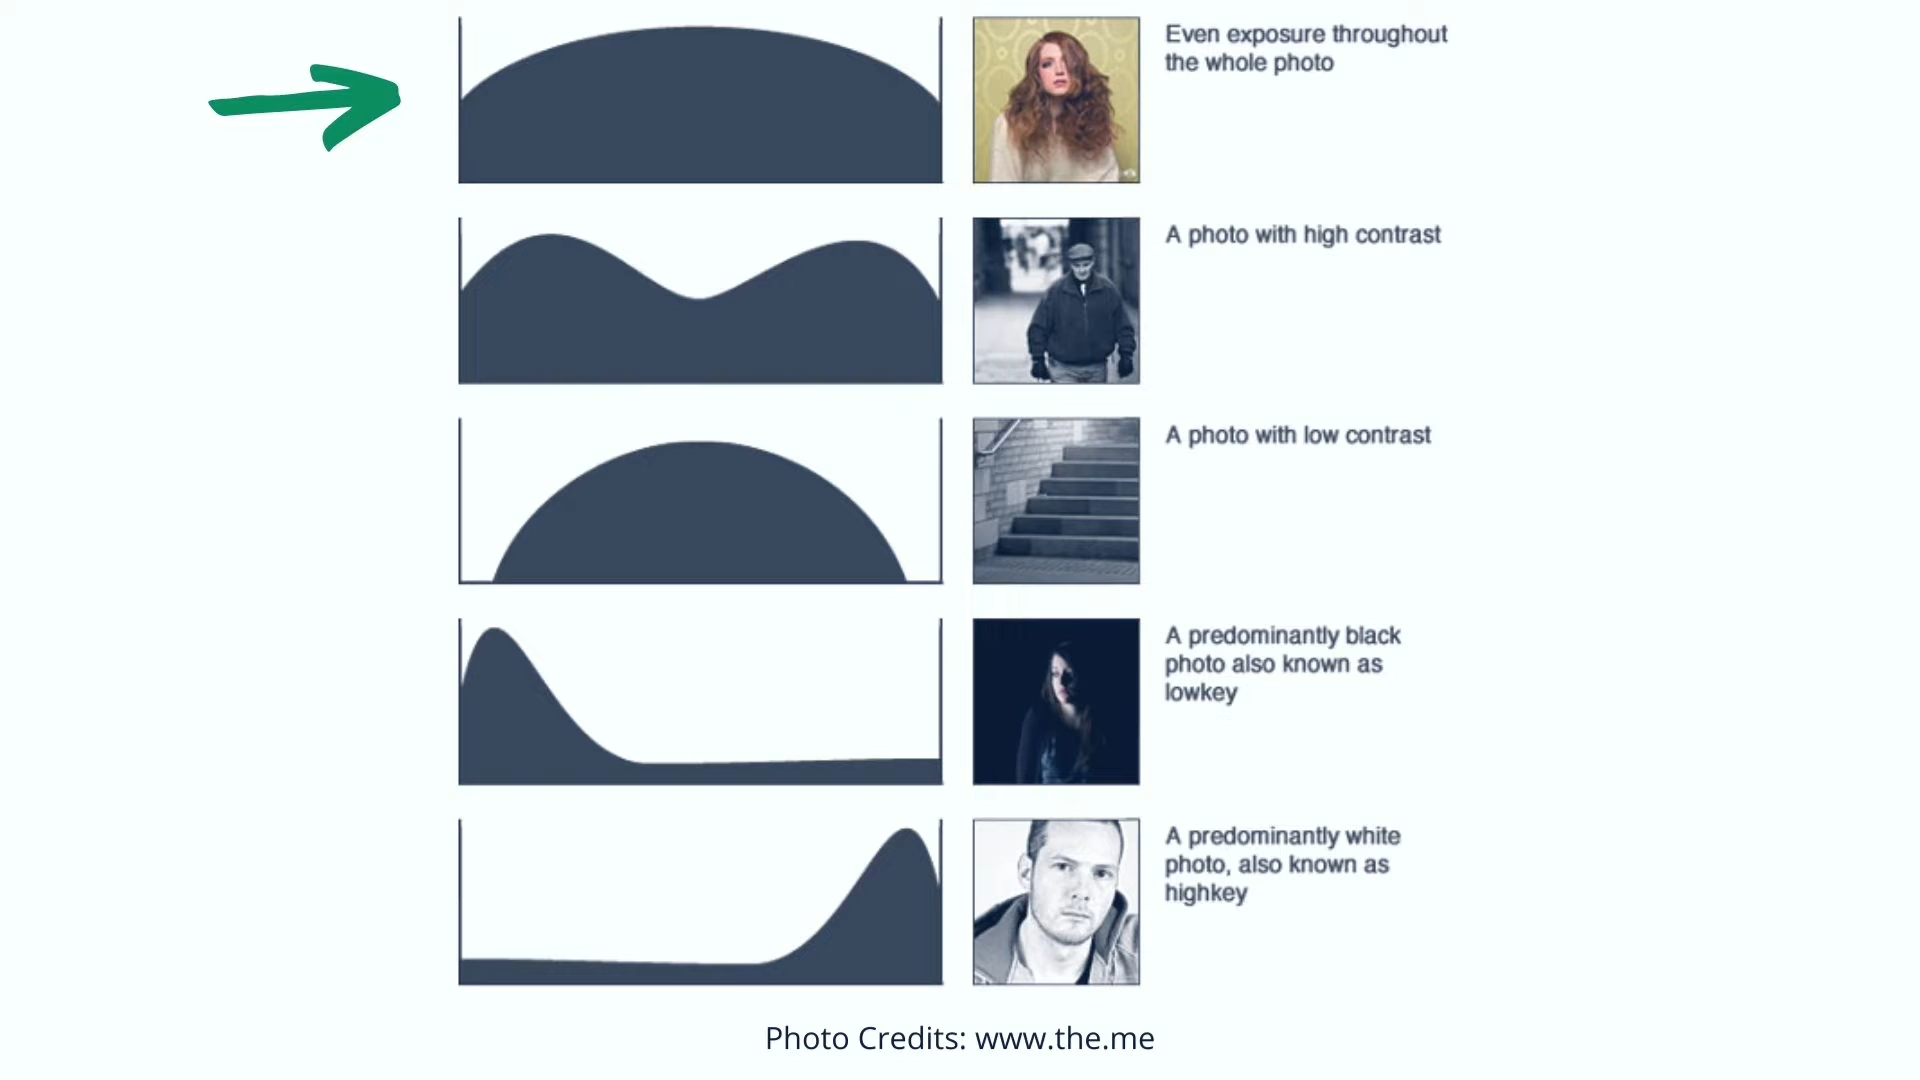 Even exposure throughout
the whole photo
A photo with high contrast
A photo with low contrast
A predominantly black
photo also known as
lowkey
A predominantly white
photo, also known as
highkey
Photo Credits: www.the.me